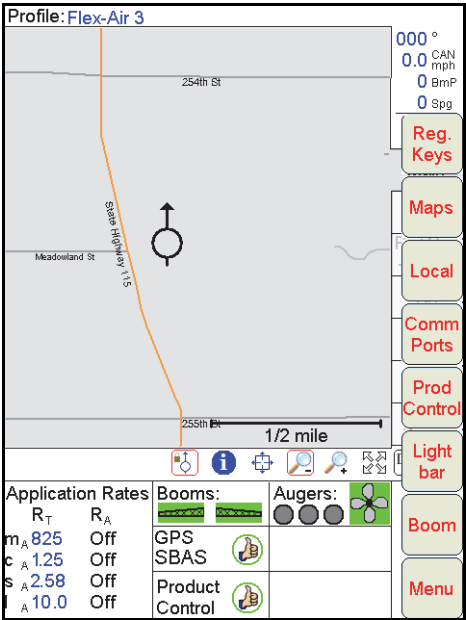 Profile: Flex-Air 3
000 °
0.0 CAN mph
0 BmP
0 Spg
254th St
Reg. Keys
Maps
State Highway 115
Meadowland St
Local
Comm Ports
Prod Control
255th St
1/2 mile
Light bar
Application Rates
Booms:
Augers:
RT RA
mA 825 Off
c A 1.25 Off
s A 2.58 Off
A 10.0 Off
GPS SBAS
Product Control
Boom
Menu